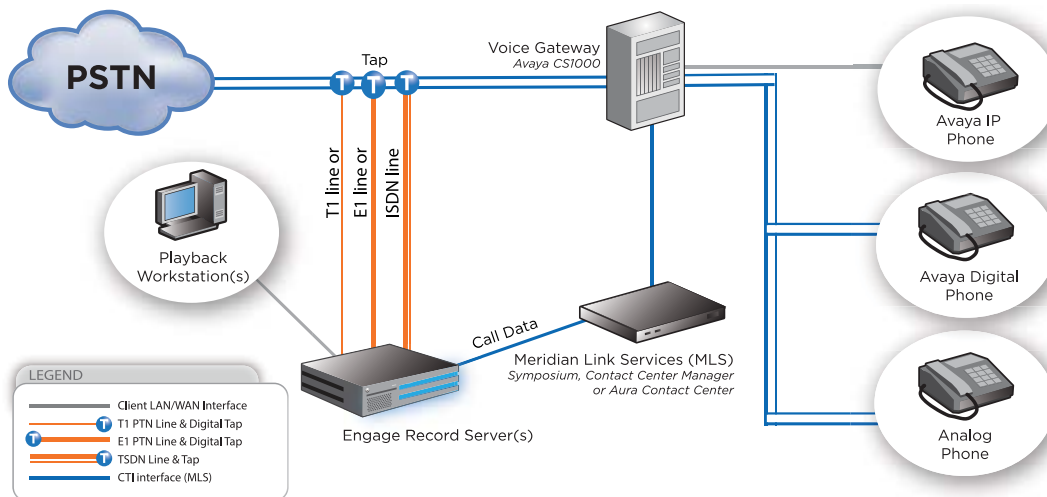 PSTN
T
Tap
T
T
Voice Gateway
Avaya CS1000
Avaya IP
Phone
T1 line or
E1 line or
ISDN line
Playback
Workstation(s)
Avaya Digital
Phone
Call Data
Meridian Link Services (MLS)
Symposium, Contact Center Manager
or Aura Contact Center
Engage Record Server(s)
Analog
Phone
LEGEND
Client LAN/WAN Interface
T T1 PTN Line & Digital Tap
T E1 PTN Line & Digital Tap
T TSDN Line & Tap
CTI interface (MLS)